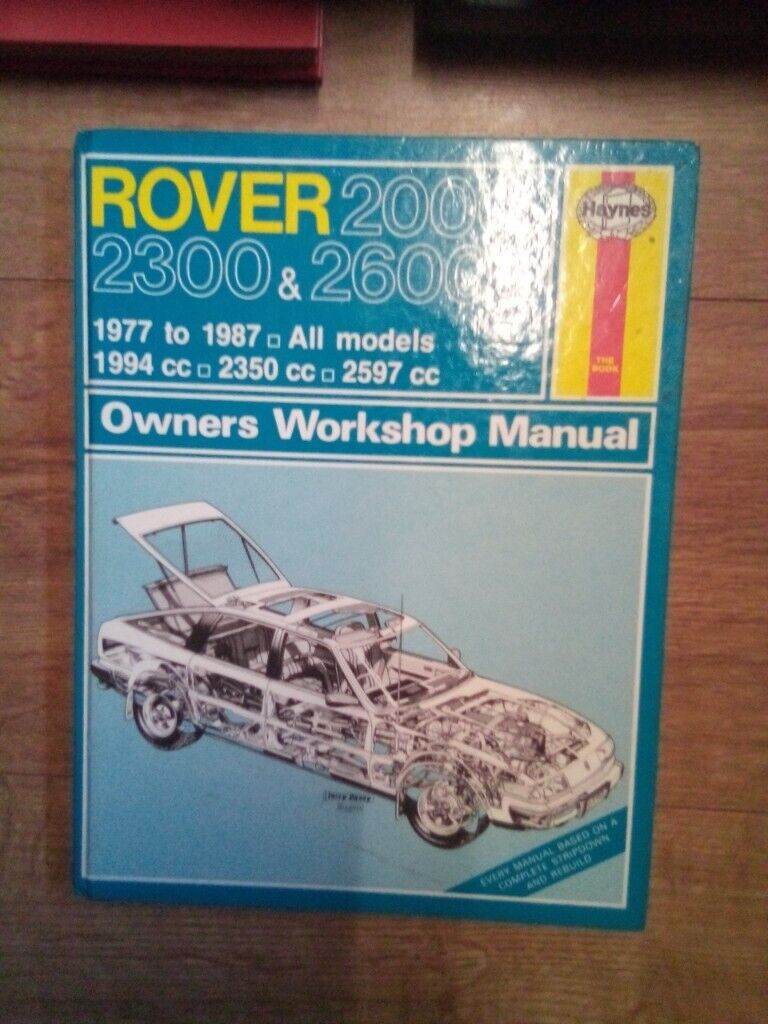 ROVER 200
2300 & 2600
1977 to 1987 □ All models
1994 cc □ 2350 cc □ 2597 cc
Haynes
THE
BOOK
Owners Workshop Manual
EVERY MANUAL BASED ON A
COMPLETE STRIPDOWN
AND REBUILD